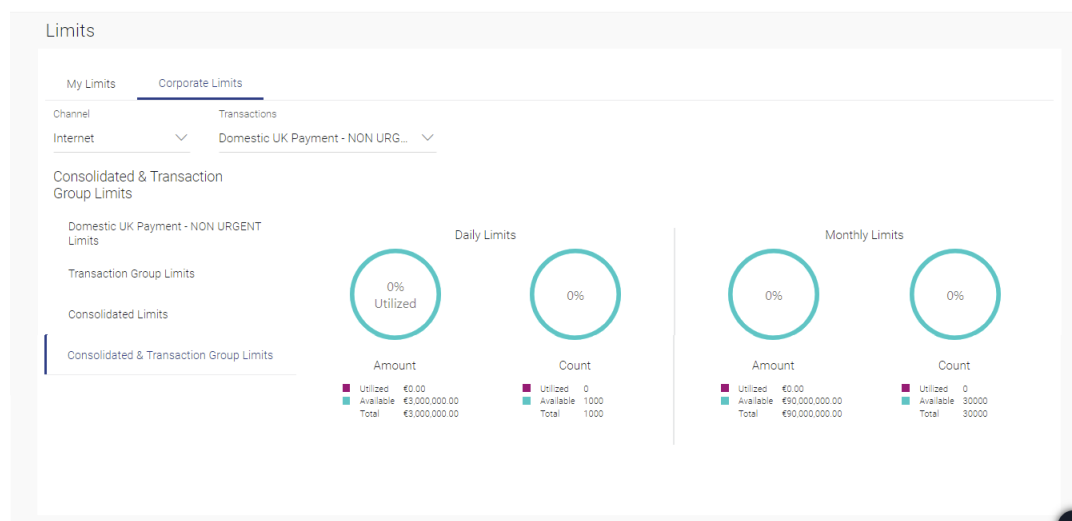 Limits
My Limits
Corporate Limits
Channel
Transactions
Internet
Domestic UK Payment - NON URG...
Consolidated & Transaction
Group Limits
Domestic UK Payment - NON URGENT
Limits
Transaction Group Limits
Consolidated Limits
Consolidated & Transaction Group Limits
Daily Limits
0%
Utilized
Amount
Utilized €0.00
Available €3,000,000.00
Total €3,000,000.00
0%
Count
Utilized 0
Available 1000
Total 1000
Monthly Limits
0%
Amount
Utilized €0.00
Available €90,000,000.00
Total €90,000,000.00
0%
Count
Utilized 0
Available 30000
Total 30000